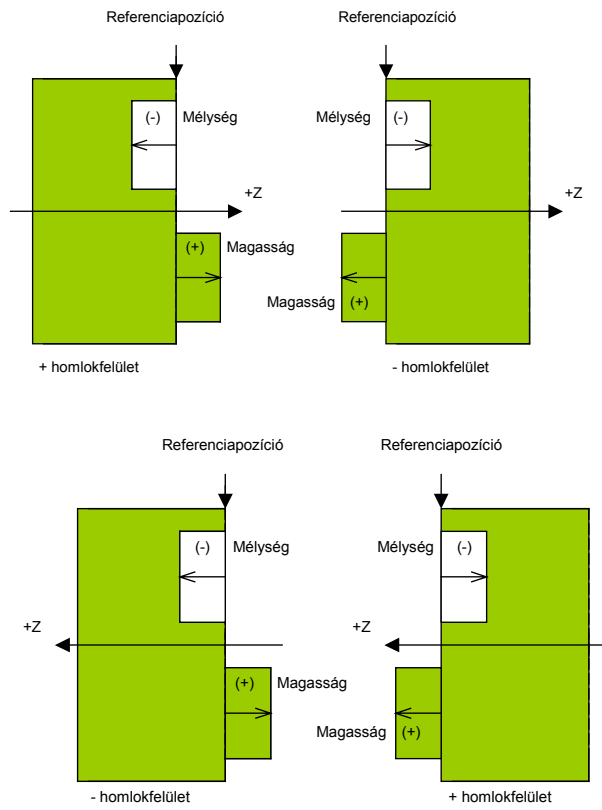 Referenciapozíció
Referenciapozíció
(-) Mélység
Mélység (-)
+Z
+Z
(+) Magasság
Magasság (+)
+ homlokfelület
- homlokfelület
Referenciapozíció
Referenciapozíció
(-) Mélység
Mélység (-)
+Z
+Z
(+) Magasság
Magasság (+)
- homlokfelület
+ homlokfelület